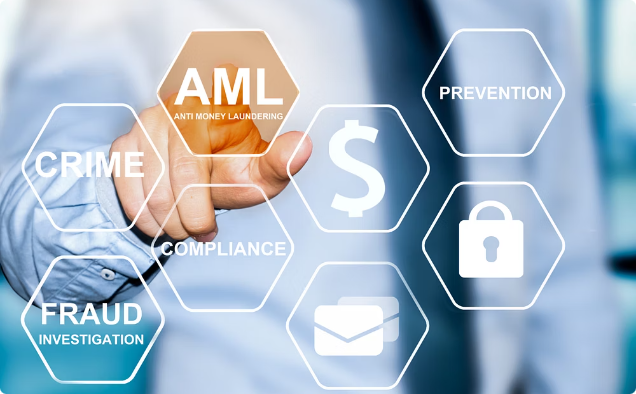 AML
ANTI MONEY LAUNDERING
PREVENTION
CRIME
$
COMPLIANCE
FRAUD
INVESTIGATION